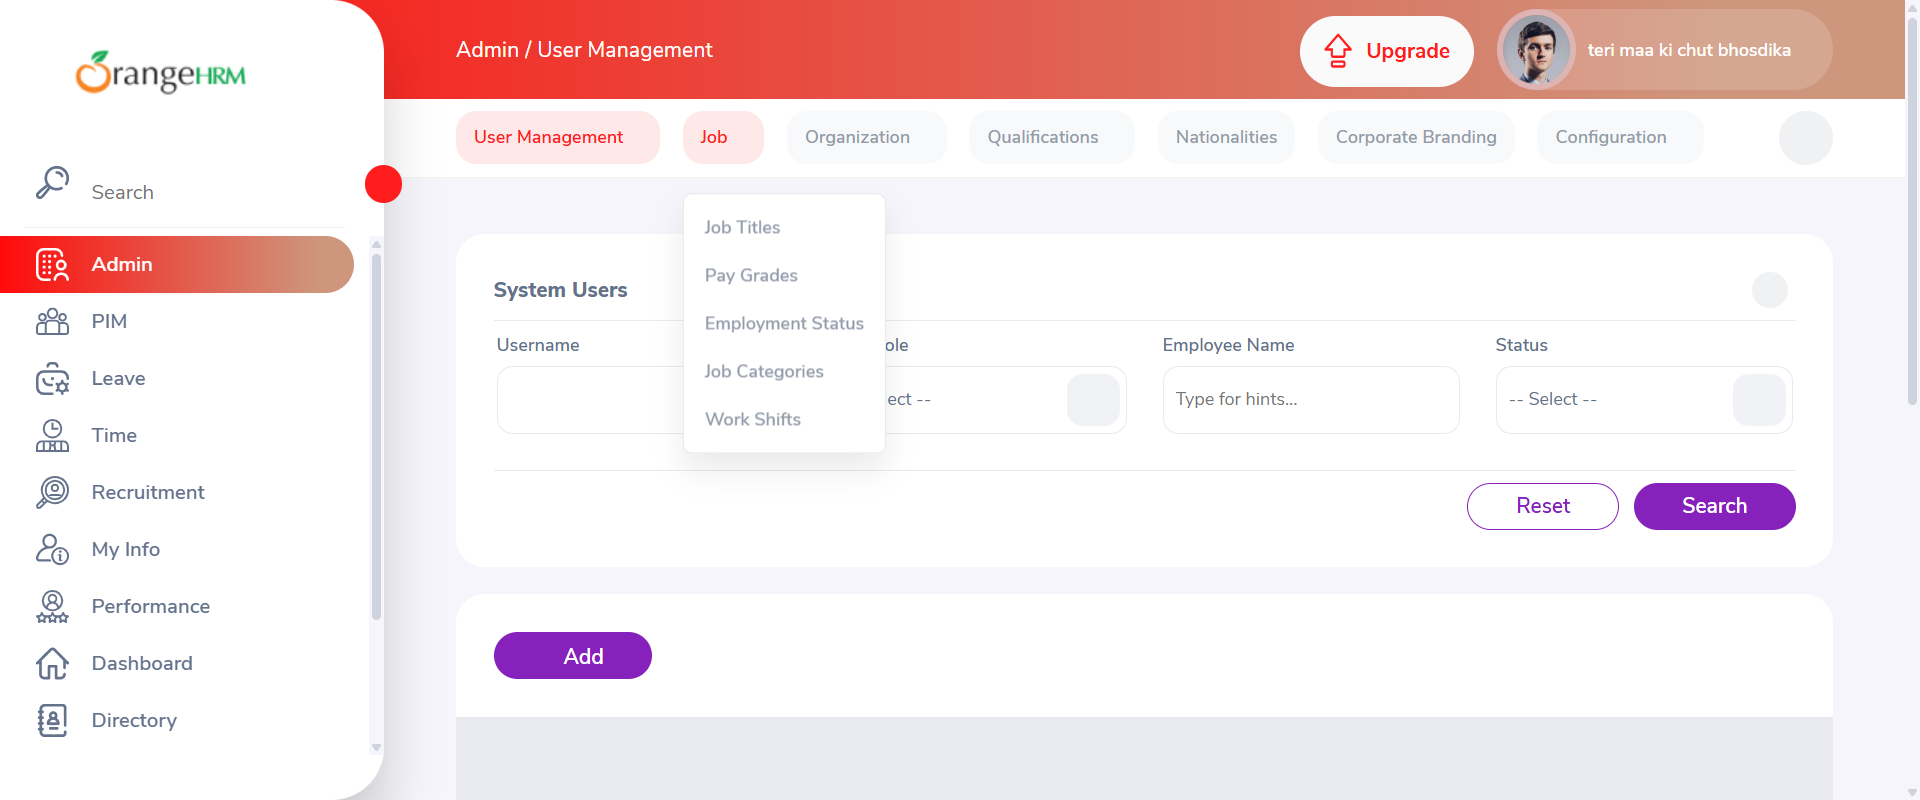 OrangeHRM
Admin / User Management
Upgrade
teri maa ki chut bhosdika
User Management
Job
Organization
Qualifications
Nationalities
Corporate Branding
Configuration
Search
Admin
PIM
Leave
Time
Recruitment
My Info
Performance
Dashboard
Directory
Job Titles
Pay Grades
Employment Status
Job Categories
Work Shifts
System Users
Username
ole
Employee Name
Status
ect --
Type for hints...
-- Select --
Reset
Search
Add